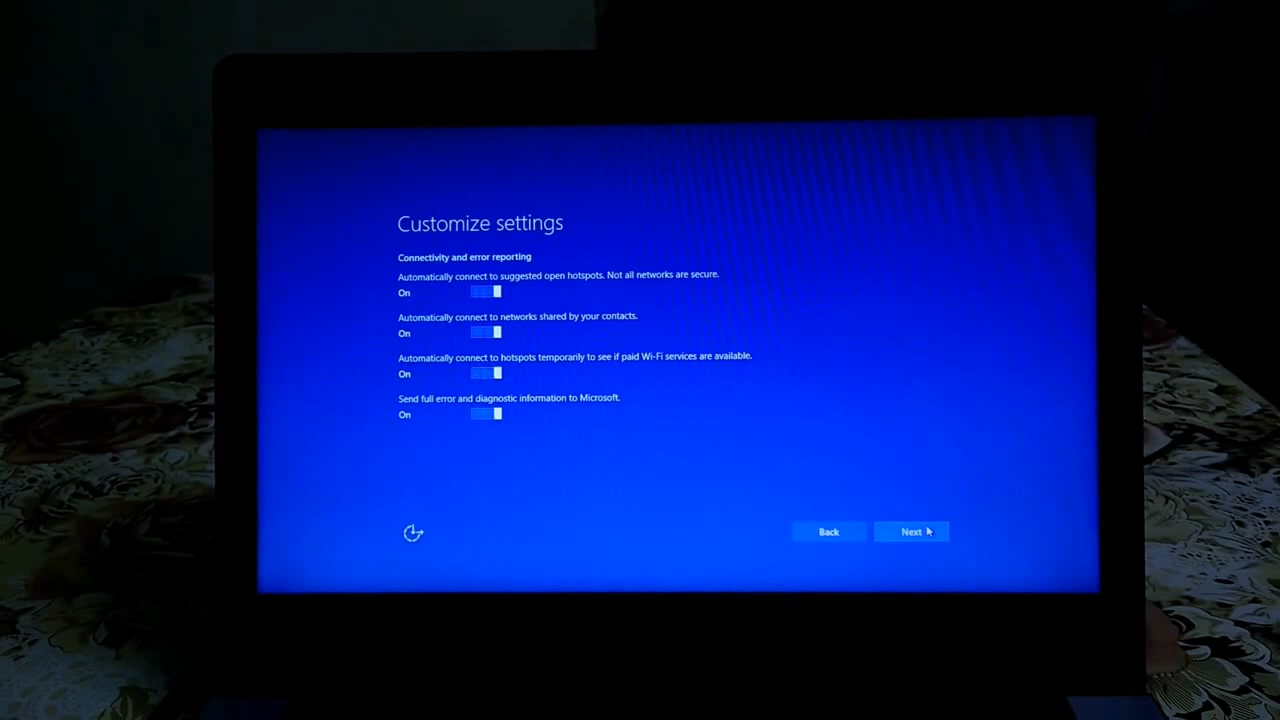 Customize settings
Connectivity and error reporting
Automatically connect to suggested open hotspots. Not all networks are secure.
On
Automatically connect to networks shared by your contacts.
On
Automatically connect to hotspots temporarily to see if paid Wi-Fi services are available.
On
Send full error and diagnostic information to Microsoft.
On
Back Next